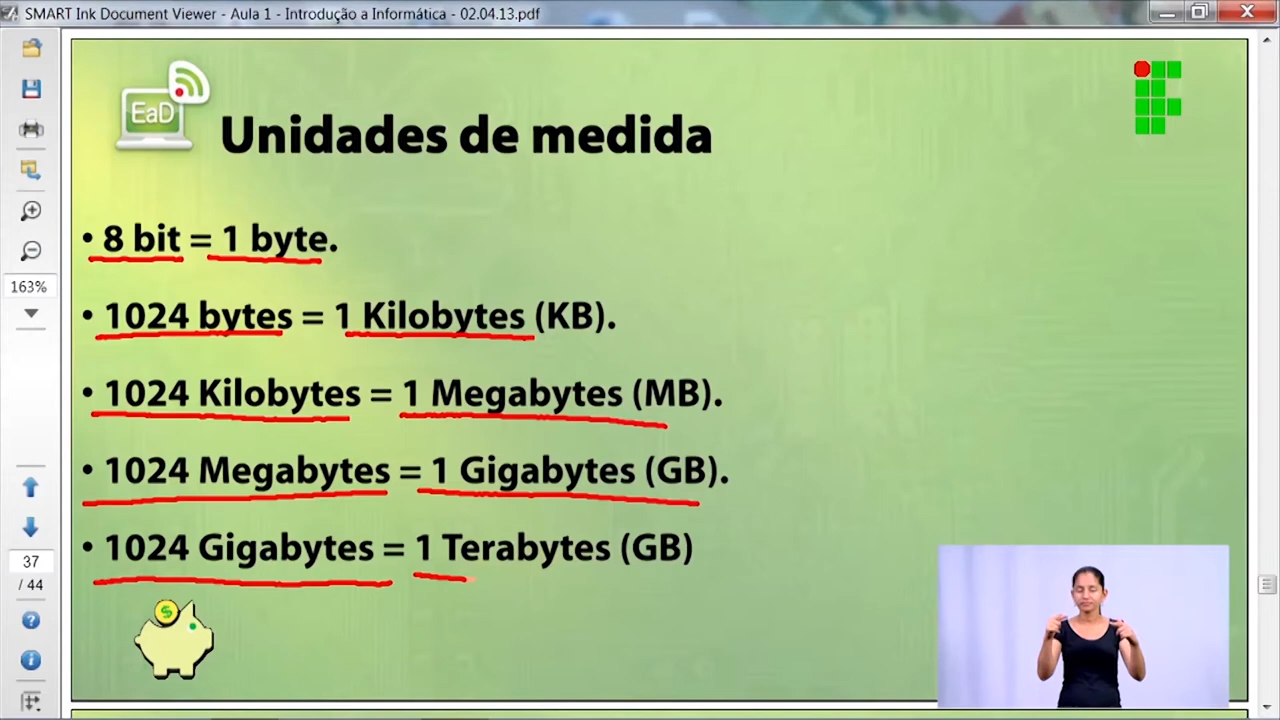 SMART Ink Document Viewer - Aula 1 - Introdução a Informática - 02.04.13.pdf
EaD
Unidades de medida
• 8 bit = 1 byte.
• 1024 bytes = 1 Kilobytes (KB).
• 1024 Kilobytes = 1 Megabytes (MB).
• 1024 Megabytes = 1 Gigabytes (GB).
• 1024 Gigabytes = 1 Terabytes (GB)
163%
37
/ 44
$